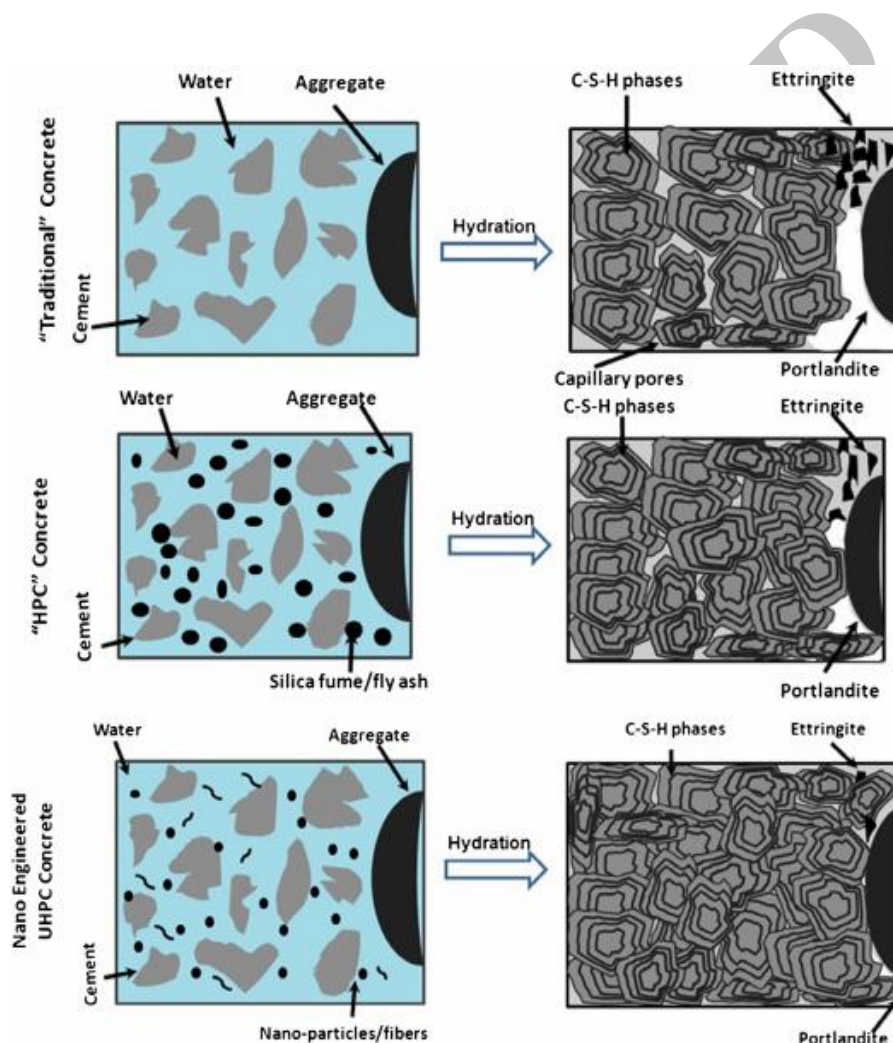 Water
Aggregate
"Traditional" Concrete
Cement
Hydration
C-S-H phases
Ettringite
Capillary pores
Portlandite
Water
Aggregate
"HPC" Concrete
Cement
Silica fume/fly ash
Hydration
C-S-H phases
Ettringite
Portlandite
Water
Aggregate
Nano Engineered
UHPC Concrete
Cement
Nano-particles/fibers
Hydration
C-S-H phases
Ettringite
Portlandite